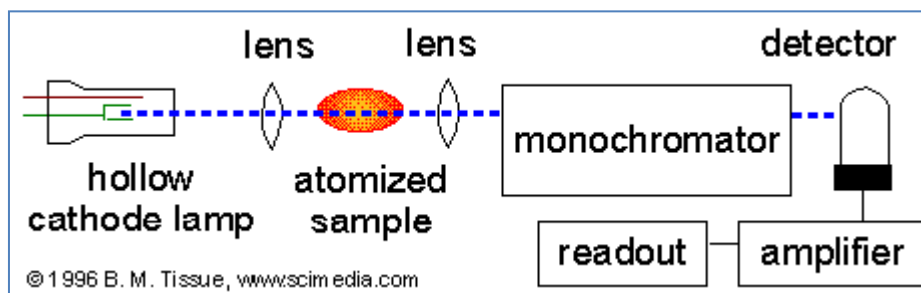 lens
lens
detector
monochromator
hollow
cathode lamp
atomized
sample
readout
amplifier
© 1996 B. M. Tissue, www.scimedia.com